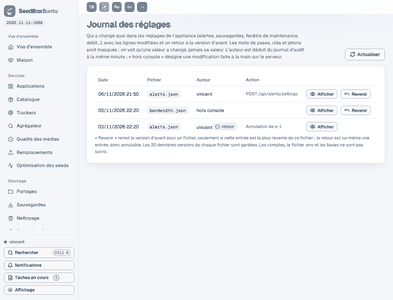 SeedBoxBuntu
TB
Re
Journal des réglages
Qui a changé quoi dans les réglages de l'appliance (alertes, sauvegardes, fenêtre de maintenance,
débit…), avec les lignes modifiées et un retour à la version d'avant. Les mots de passe, clés et jetons
sont masqués : on voit qu'une valeur a changé, jamais sa valeur. L'auteur est déduit du journal d'audit
à la même minute ; « hors console » désigne une modification faite à la main sur le serveur.
Actualiser
Vue d'ensemble
Vue d'ensemble
Maison
Services
Applications
Catalogue
Trackers
Agrégateur
Qualité des médias
Remplacements
Optimisation des seeds
Stockage
Partages
Sauvegardes
Nettoyage
vincent
Rechercher
Ctrl K
Notifications
Tâches en cours
Affichage
Date Fichier Auteur Action
06/11/2026 21:50 alerts.json vincent POST /api/alerts/settings Afficher Revenir
05/11/2026 22:20 bandwidth.json hors console Afficher Revenir
03/11/2026 22:20 alerts.json vincent retour Annulation de Afficher
« Revenir » remet la version d'avant pour un fichier, seulement si cette entrée est la plus récente de ce fichier ; le retour est lui-même une
entrée, donc annulable. Les 20 dernières versions de chaque fichier sont gardées. Les comptes, le fichier .env et les bases ne sont pas
suivis.